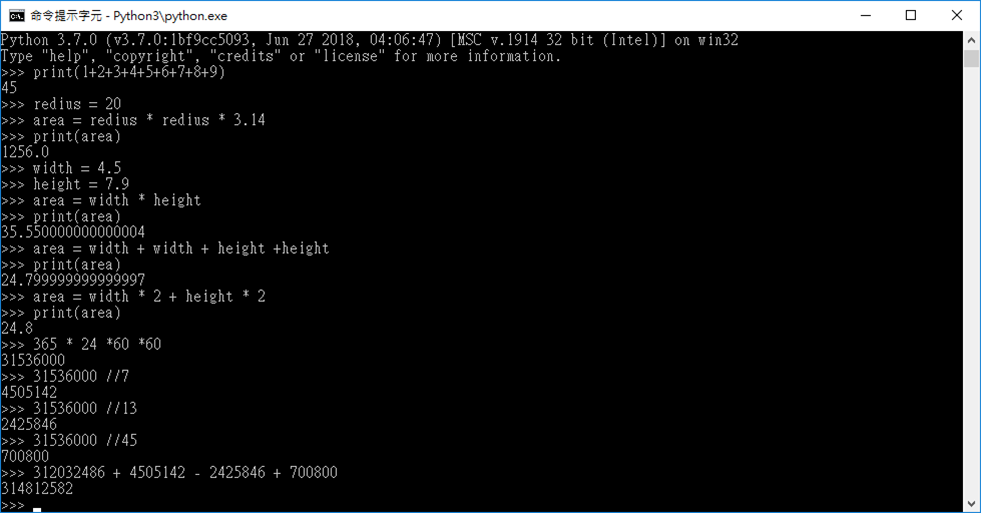 命令提示字元 - Python3\python.exe
Python 3.7.0 (v3.7.0:1bf9cc5093, Jun 27 2018, 04:06:47) [MSC v.1914 32 bit (Intel)] on win32
Type "help", "copyright", "credits" or "license" for more information.
>>> print(1+2+3+4+5+6+7+8+9)
45
>>> redius = 20
>>> area = redius * redius * 3.14
>>> print(area)
1256.0
>>> width = 4.5
>>> height = 7.9
>>> area = width * height
>>> print(area)
35.550000000000004
>>> area = width + width + height +height
>>> print(area)
24.799999999999997
>>> area = width * 2 + height * 2
>>> print(area)
24.8
>>> 365 * 24 *60 *60
31536000
>>> 31536000 //7
4505142
>>> 31536000 //13
2425846
>>> 31536000 //45
700800
>>> 312032486 + 4505142 - 2425846 + 700800
314812582
>>>